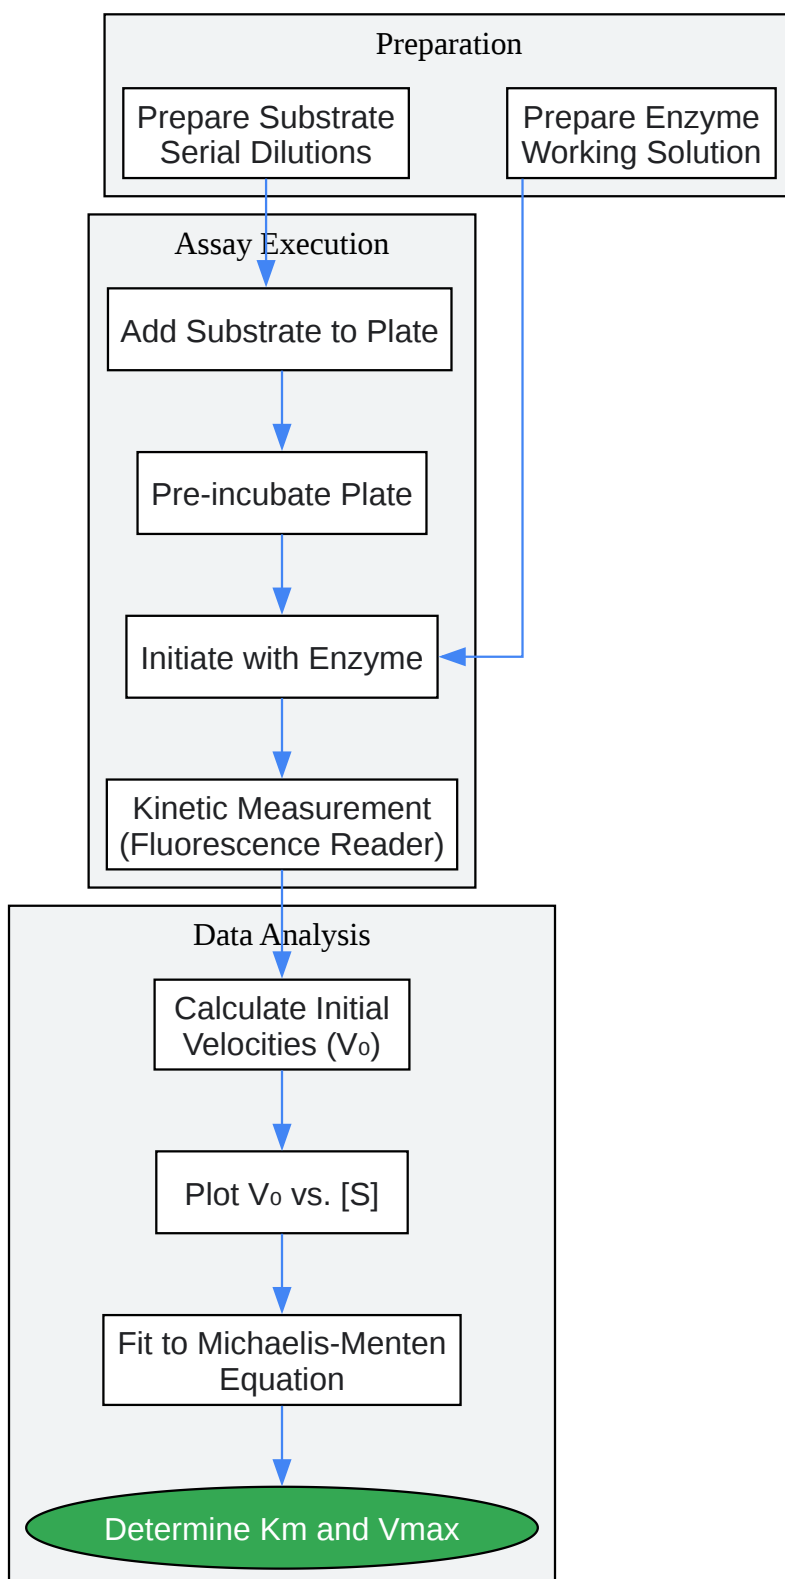 Preparation
Prepare Substrate
Serial Dilutions
Prepare Enzyme
Working Solution
Assay Execution
Add Substrate to Plate
Pre-incubate Plate
Initiate with Enzyme
Kinetic Measurement
(Fluorescence Reader)
Data Analysis
Calculate Initial
Velocities (V₀)
Plot V₀ vs. [S]
Fit to Michaelis-Menten
Equation
Determine Km and Vmax